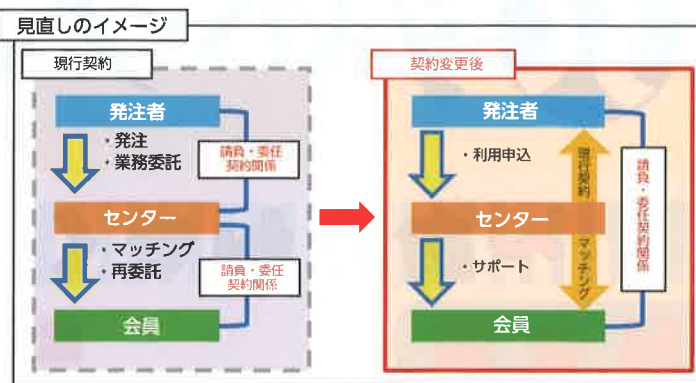 見直しのイメージ
現行契約
発注者
・発注
・業務委託
請負・委任
契約関係
センター
・マッチング
・再委託
請負・委任
契約関係
会員
契約変更後
発注者
・利用申込
現行契約 マッチング
請負・委任契約関係
センター
・サポート
会員